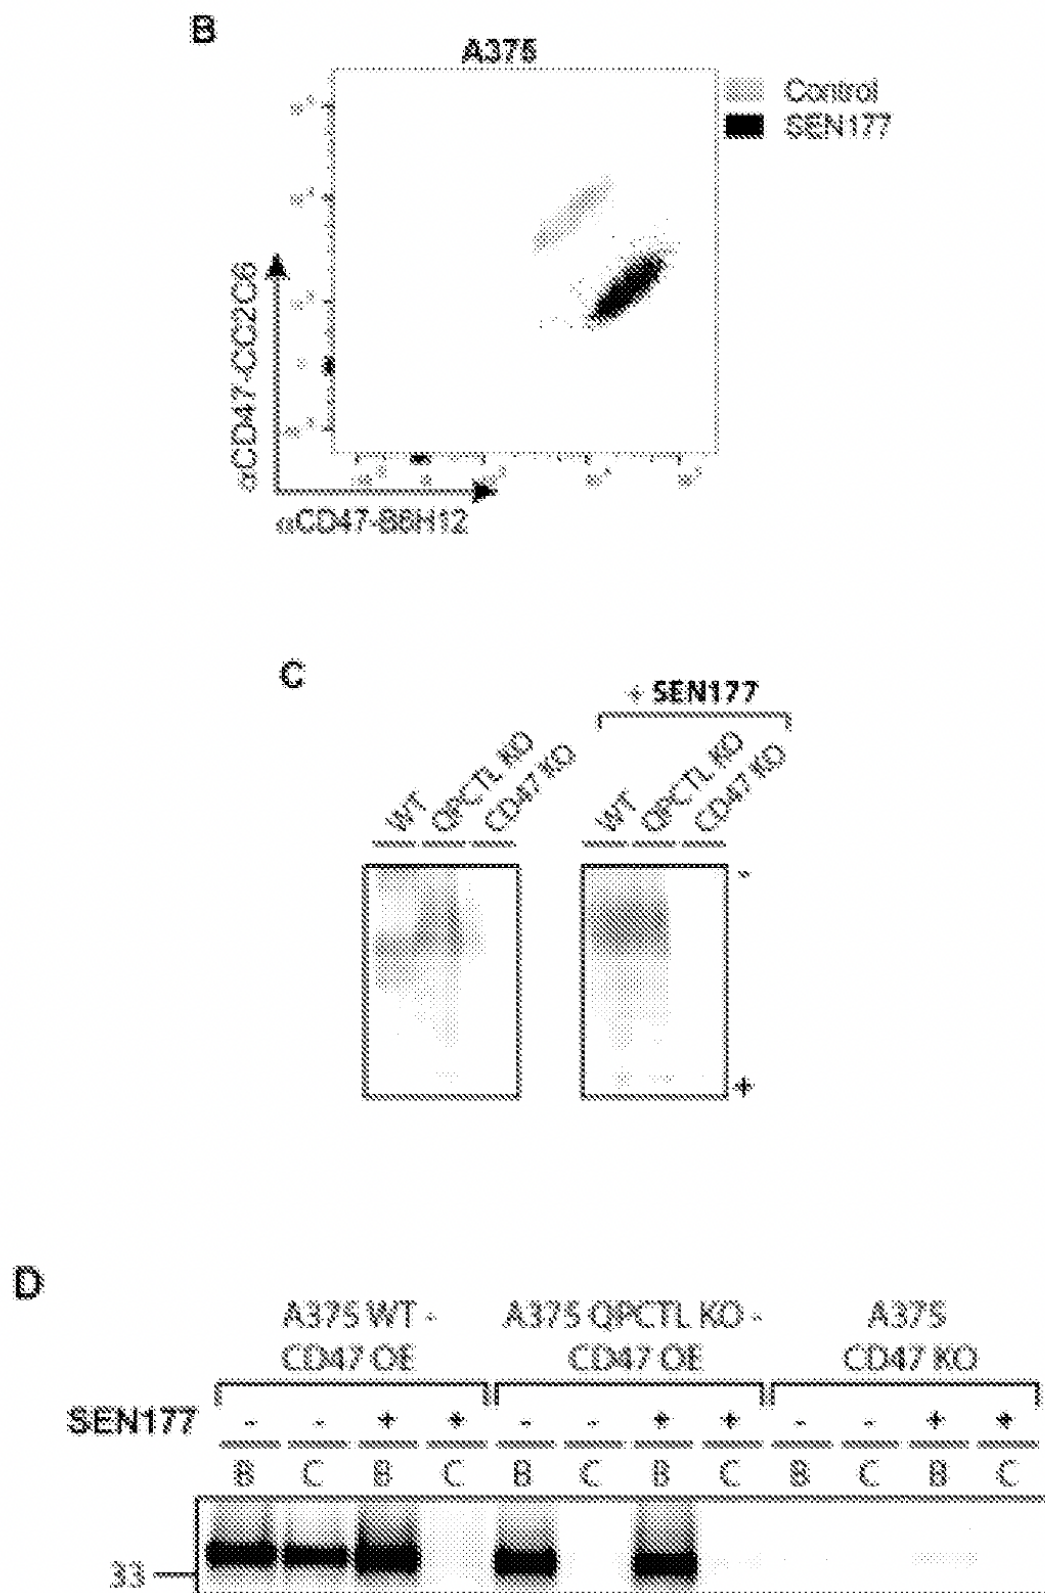 B
A375
Control
SEN177
αCD47-CC2C6
αCD47-B6H12
C
+ SEN177
WT QPCTL KO CD47 KO WT QPCTL KO CD47 KO
-
+
D
A375 WT - A375 QPCTL KO - A375
CD47 OE CD47 OE CD47 KO
SEN177 - - + + - - + + - - + +
B C B C B C B C B C B C
33